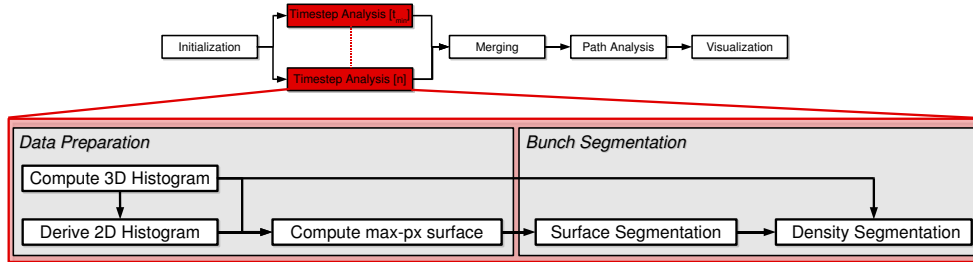 Timestep Analysis [t_min]
Initialization
Merging
Path Analysis
Visualization
Timestep Analysis [n]
Data Preparation
Bunch Segmentation
Compute 3D Histogram
Derive 2D Histogram
Compute max-px surface
Surface Segmentation
Density Segmentation